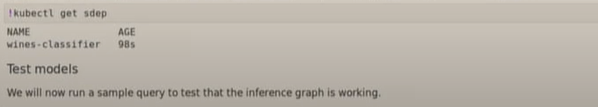 !kubectl get sdep
NAME AGE
wines-classifier 98s
Test models
We will now run a sample query to test that the inference graph is working.